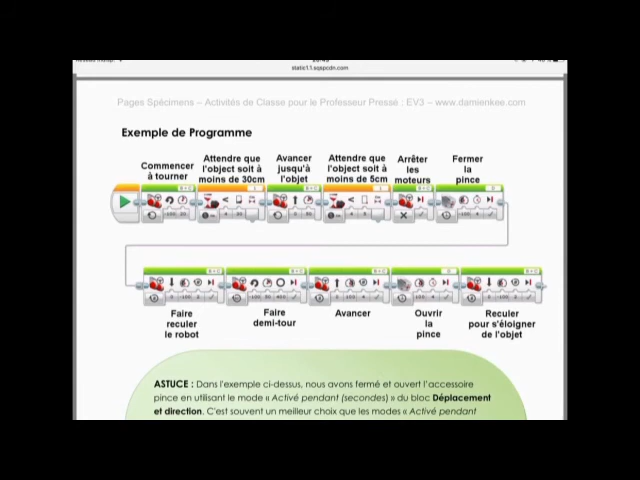 static1.1.sqspcdn.com
Pages Spécimens – Activités de Classe pour le Professeur Pressé : EV3 – www.damienkee.com
Exemple de Programme
Commencer
à tourner
Attendre que
l'objet soit à
moins de 30cm
Avancer
jusqu'à
l'objet
Attendre que
l'objet soit à
moins de 5cm
Arrêter
les
moteurs
Fermer
la
pince
Faire
reculer
le robot
Faire
demi-tour
Avancer
Ouvrir
la
pince
Reculer
pour s'éloigner
de l'objet
ASTUCE : Dans l'exemple ci-dessus, nous avons fermé et ouvert l'accessoire
pince en utilisant le mode « Activé pendant (secondes) » du bloc Déplacement
et direction. C'est souvent un meilleur choix que les modes « Activé pendant